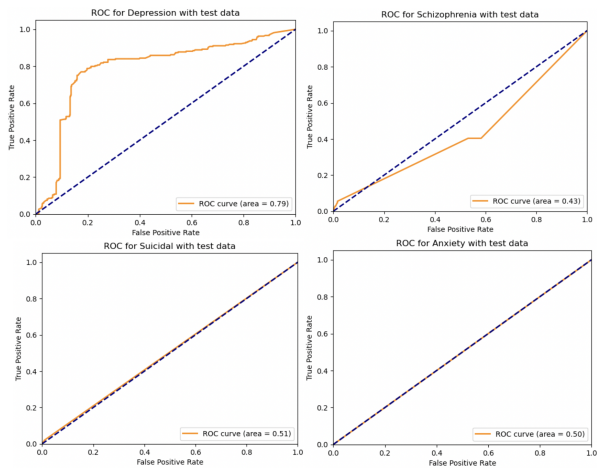 ROC for Depression with test data
1.0
0.8
0.6
0.4
0.2
0.0
True Positive Rate
0.0 0.2 0.4 0.6 0.8 1.0
False Positive Rate
ROC curve (area = 0.79)
ROC for Schizophrenia with test data
1.0
0.8
0.6
0.4
0.2
0.0
True Positive Rate
0.0 0.2 0.4 0.6 0.8 1.0
False Positive Rate
ROC curve (area = 0.43)
ROC for Suicidal with test data
1.0
0.8
0.6
0.4
0.2
0.0
True Positive Rate
0.0 0.2 0.4 0.6 0.8 1.0
False Positive Rate
ROC curve (area = 0.51)
ROC for Anxiety with test data
1.0
0.8
0.6
0.4
0.2
0.0
True Positive Rate
0.0 0.2 0.4 0.6 0.8 1.0
False Positive Rate
ROC curve (area = 0.50)